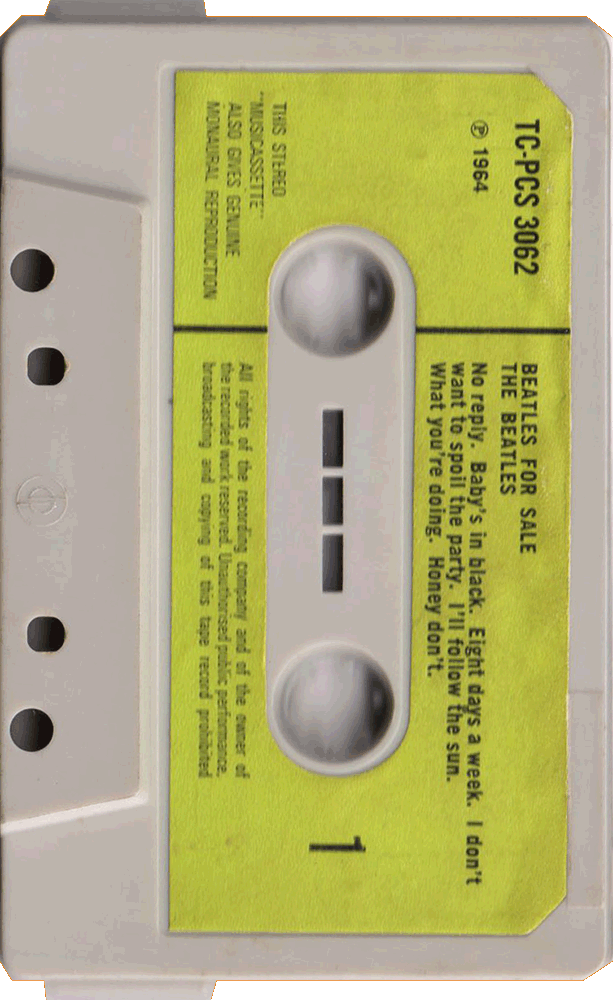 TC-PCS 3062
Ⓟ 1964
BEATLES FOR SALE
THE BEATLES
No reply. Baby's in black. Eight days a week. I don't
want to spoil the party. I'll follow the sun.
What you're doing. Honey don't.
1
THIS STEREO
"MUSICASSETTE"
ALSO GIVES GENUINE
MONAURAL REPRODUCTION
All rights of the recording company and of the owner of
the recorded work reserved. Unauthorised public performance,
broadcasting and copying of this tape record prohibited